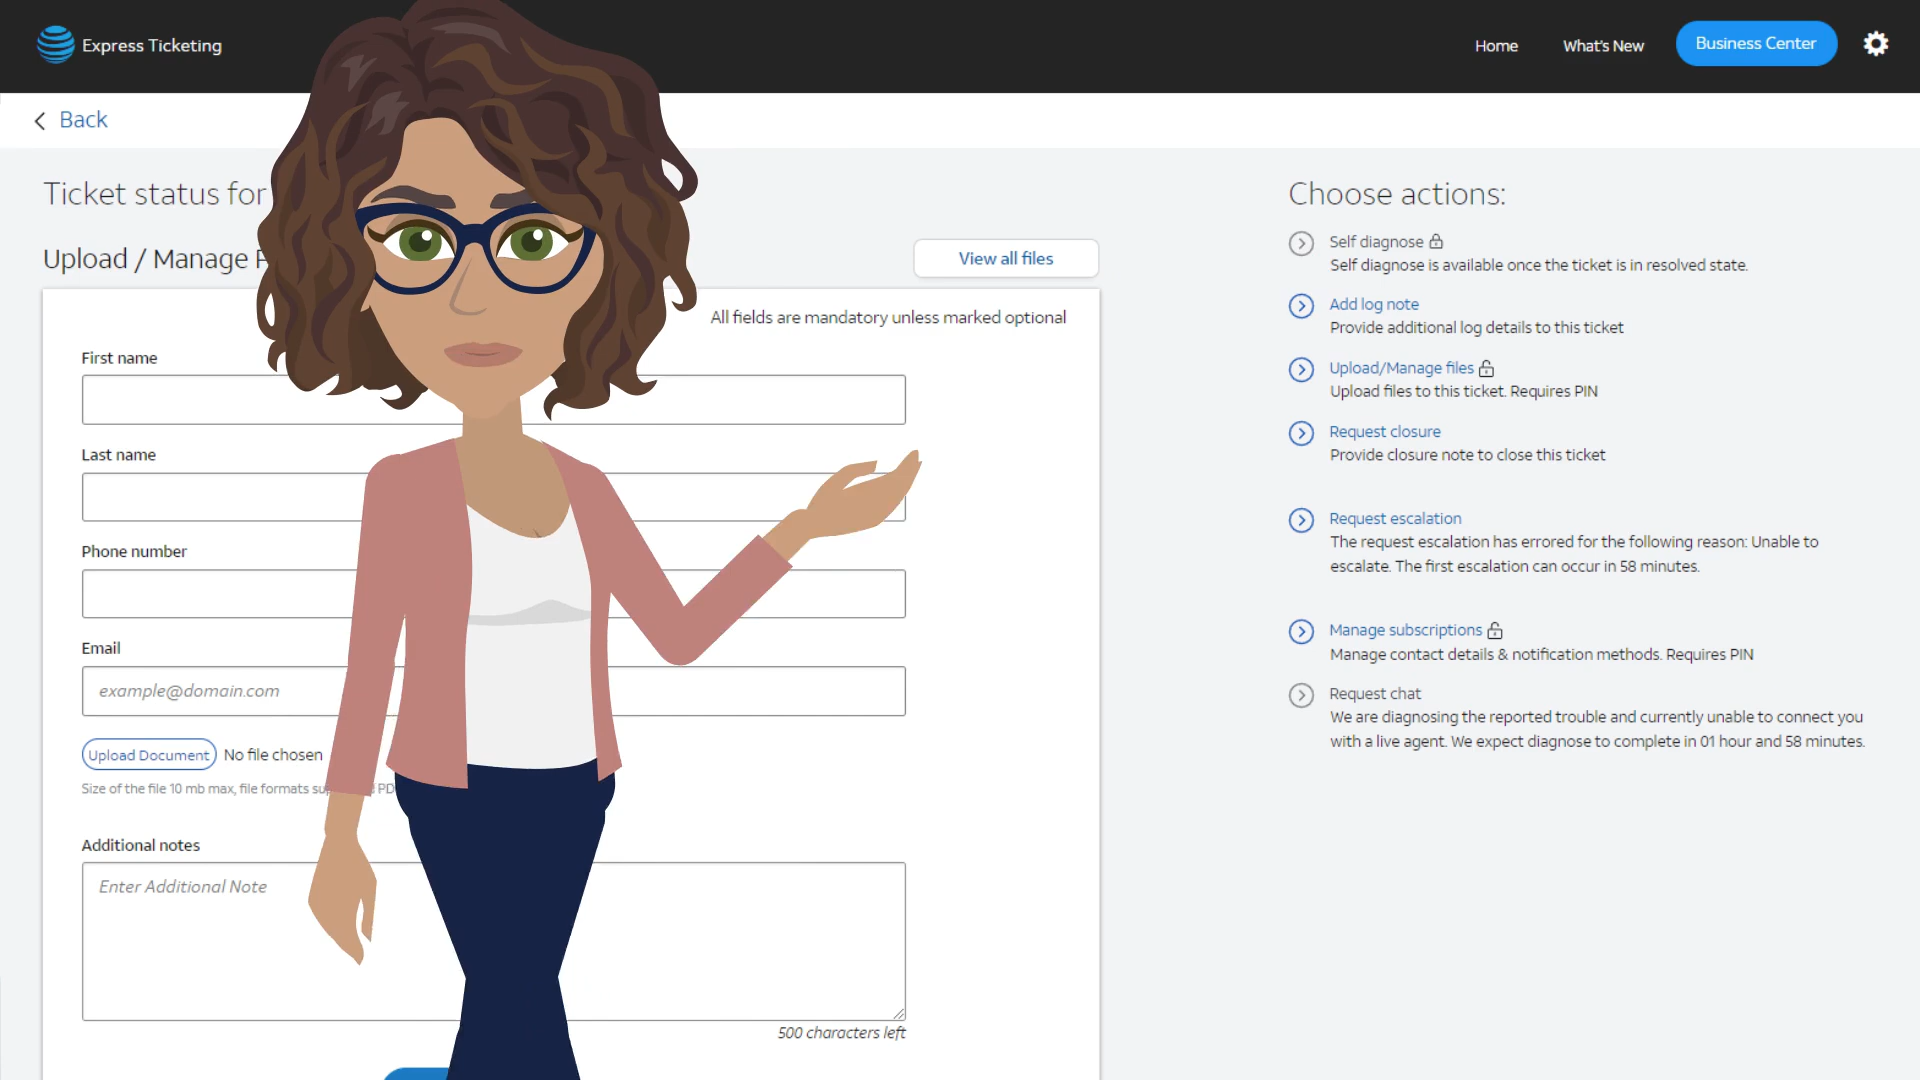 Express Ticketing
Home
What's New
Business Center
Back
Ticket status for
Upload / Manage
View all files
All fields are mandatory unless marked optional
First name
Last name
Phone number
Email
example@domain.com
Upload Document
No file chosen
Size of the file 10 mb max, file formats
Additional notes
Enter Additional Note
500 characters left
Choose actions:
Self diagnose
Self diagnose is available once the ticket is in resolved state.
Add log note
Provide additional log details to this ticket
Upload/Manage files
Upload files to this ticket. Requires PIN
Request closure
Provide closure note to close this ticket
Request escalation
The request escalation has errored for the following reason: Unable to
escalate. The first escalation can occur in 58 minutes.
Manage subscriptions
Manage contact details & notification methods. Requires PIN
Request chat
We are diagnosing the reported trouble and currently unable to connect you
with a live agent. We expect diagnose to complete in 01 hour and 58 minutes.